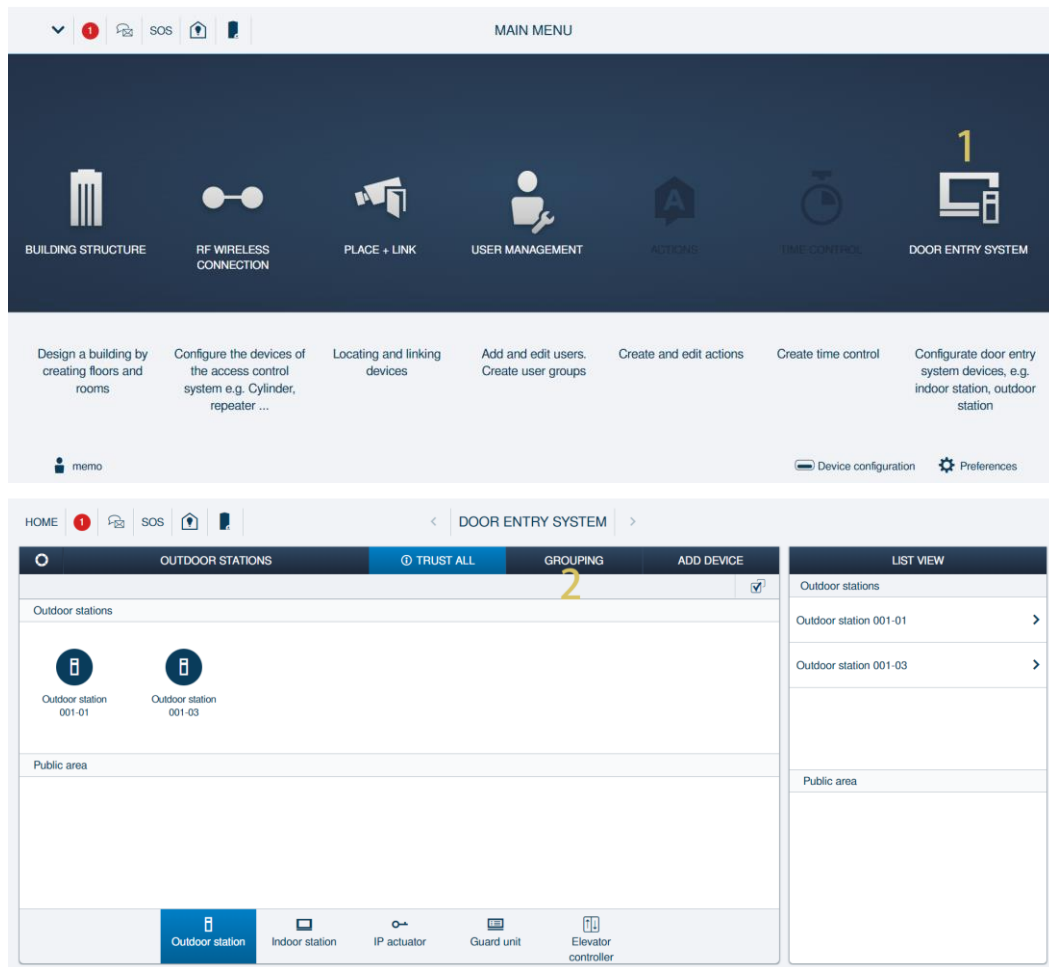 1 SOS MAIN MENU
1
BUILDING STRUCTURE
RF WIRELESS
CONNECTION
PLACE + LINK
USER MANAGEMENT
ACTIONS
TIME CONTROL
DOOR ENTRY SYSTEM
Design a building by
creating floors and
rooms
Configure the devices of
the access control
system e.g. Cylinder,
repeater ...
Locating and linking
devices
Add and edit users.
Create user groups
Create and edit actions
Create time control
Configurate door entry
system devices, e.g.
indoor station, outdoor
station
memo
Device configuration
Preferences
HOME 1 SOS < DOOR ENTRY SYSTEM >
OUTDOOR STATIONS TRUST ALL GROUPING ADD DEVICE
2
Outdoor stations
Outdoor station
001-01
Outdoor station
001-03
Public area
Outdoor station
Indoor station
IP actuator
Guard unit
Elevator
controller
LIST VIEW
Outdoor stations
Outdoor station 001-01
Outdoor station 001-03
Public area